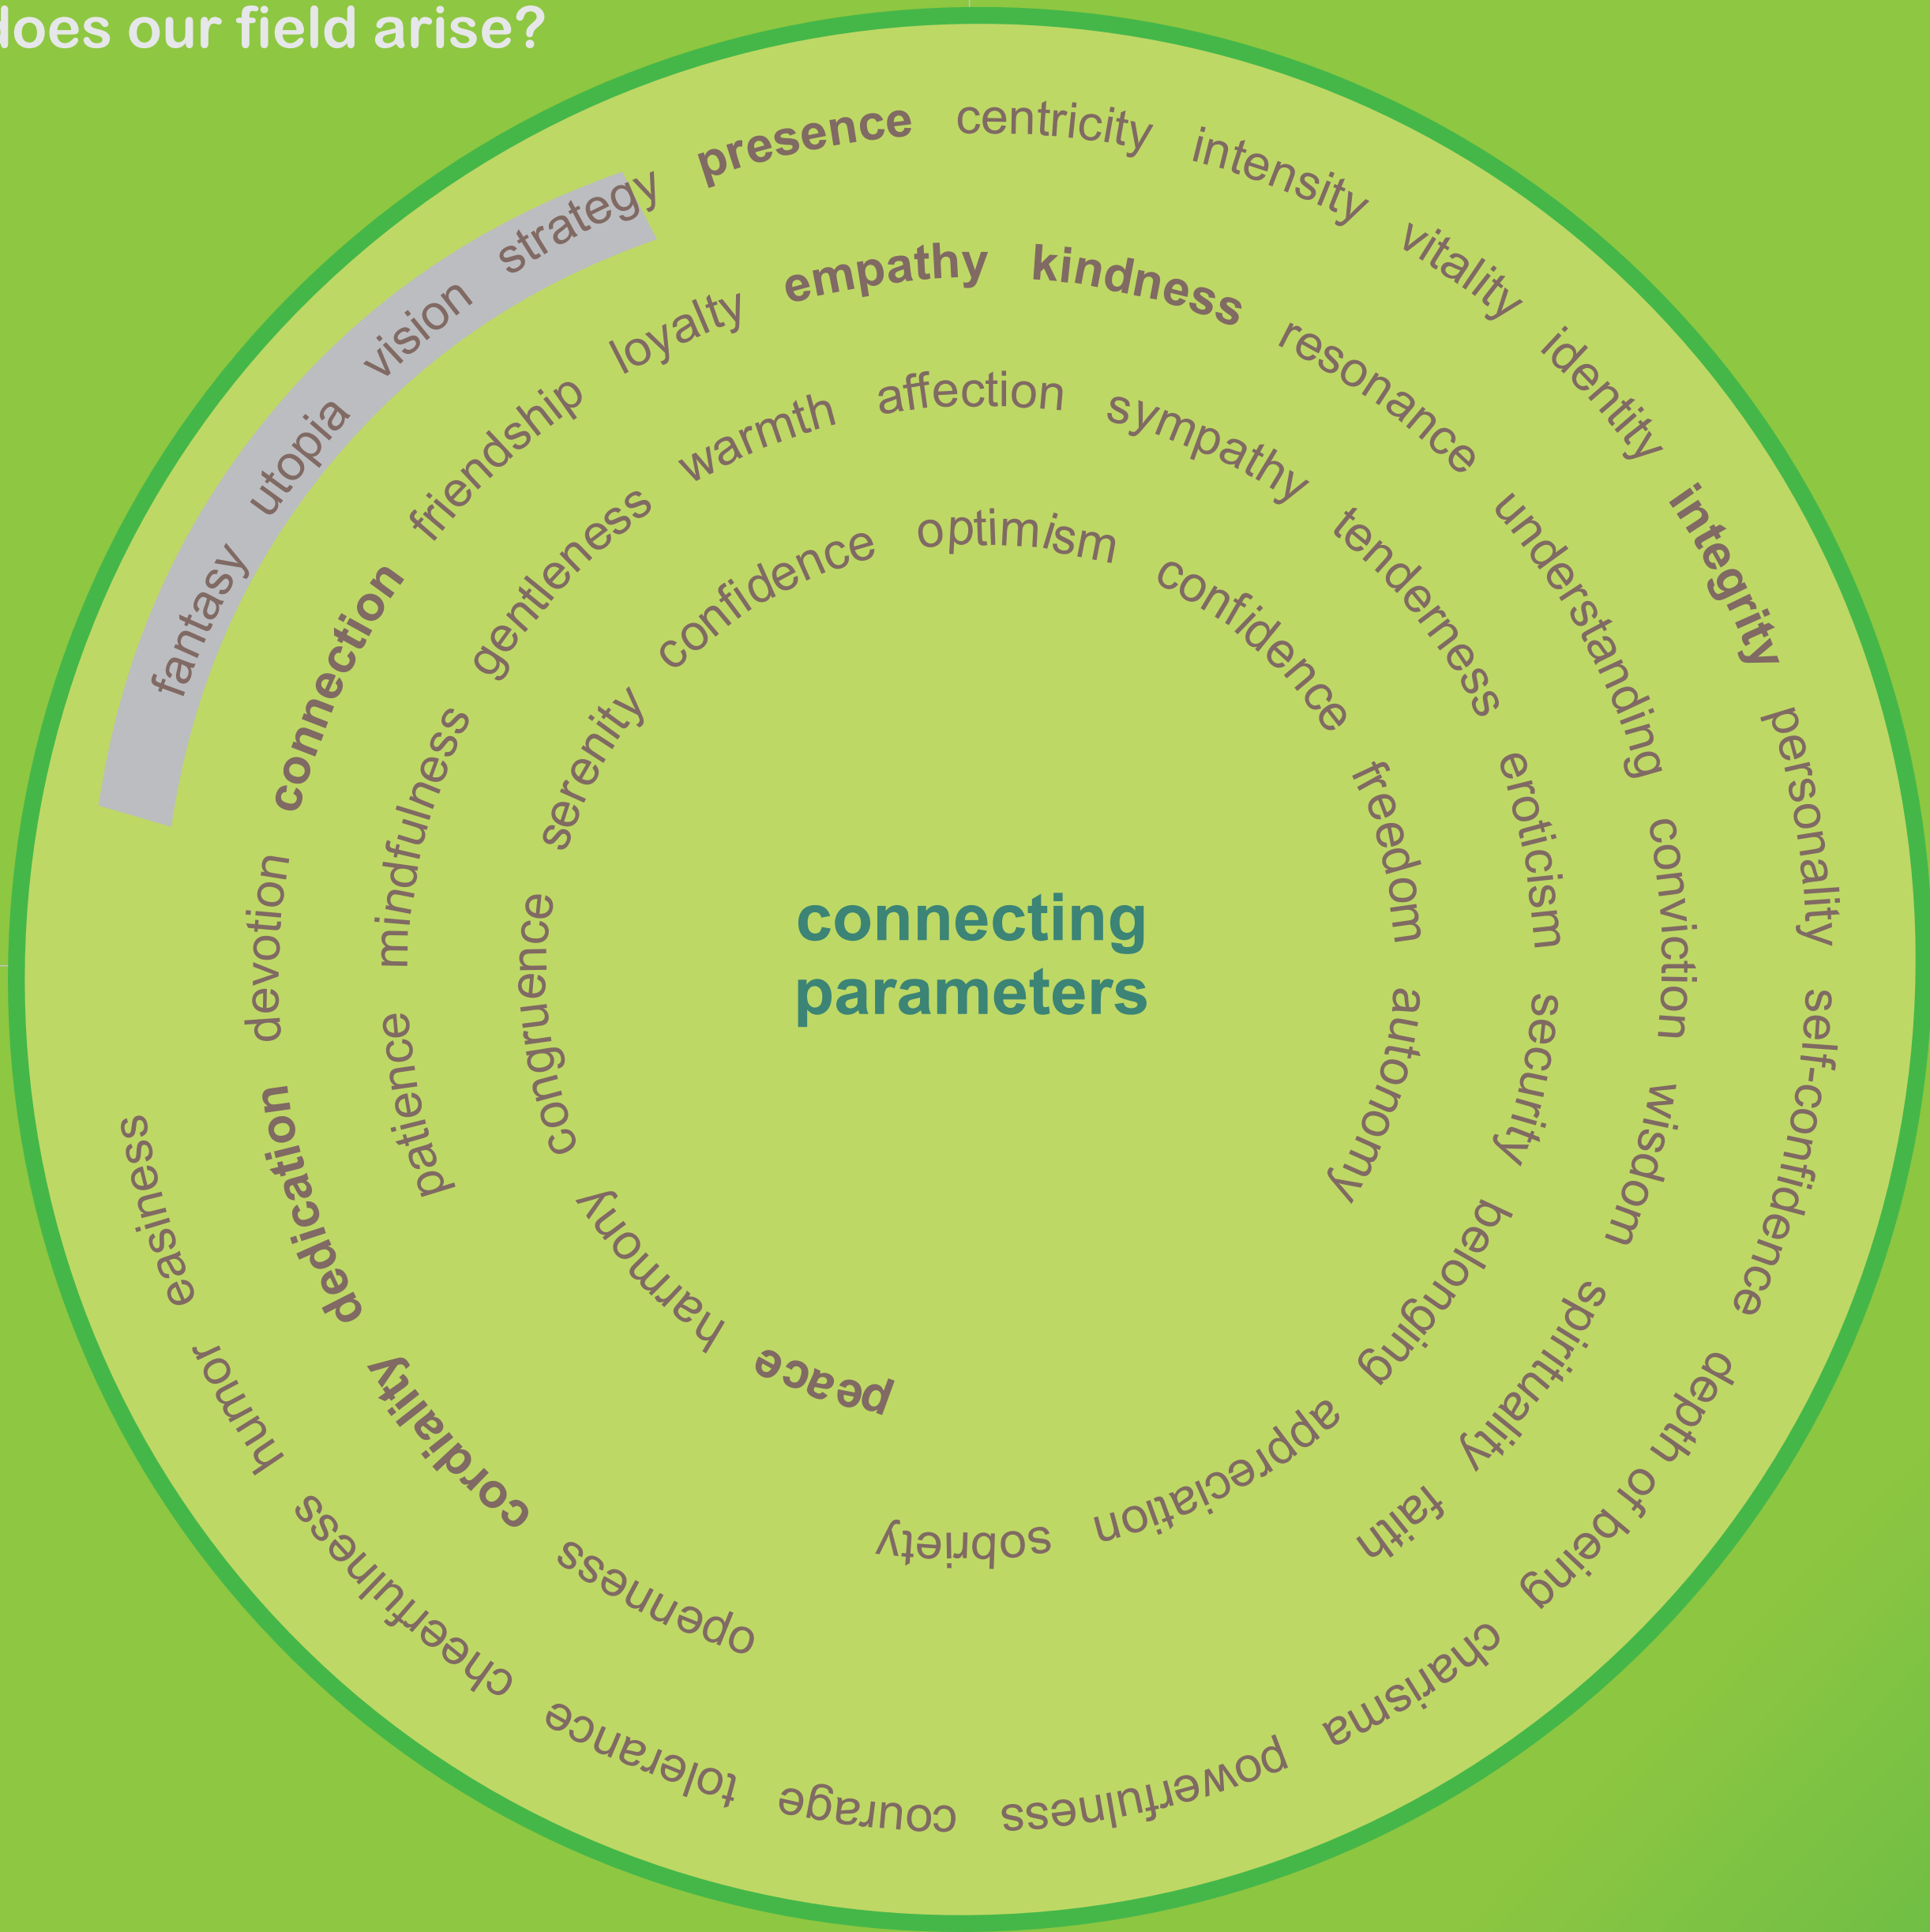 does our field arise?
fantasy utopia vision strategy presence centricity intensity vitality identity integrity personality self-confidence depth of being charisma powerfulness courage tolerance cheerfullness humor easiness
openness cordiality dedication devotion connection friendship loyalty empathy kindness resonance understanding conviction wisdom spirituality faith
patience mindfulness gentleness warmth affection sympathy tenderness eroticism security belonging appreciation sobriety
peace harmony congruence serenity confidence optimism confidence freedom autonomy
connecting
parameters